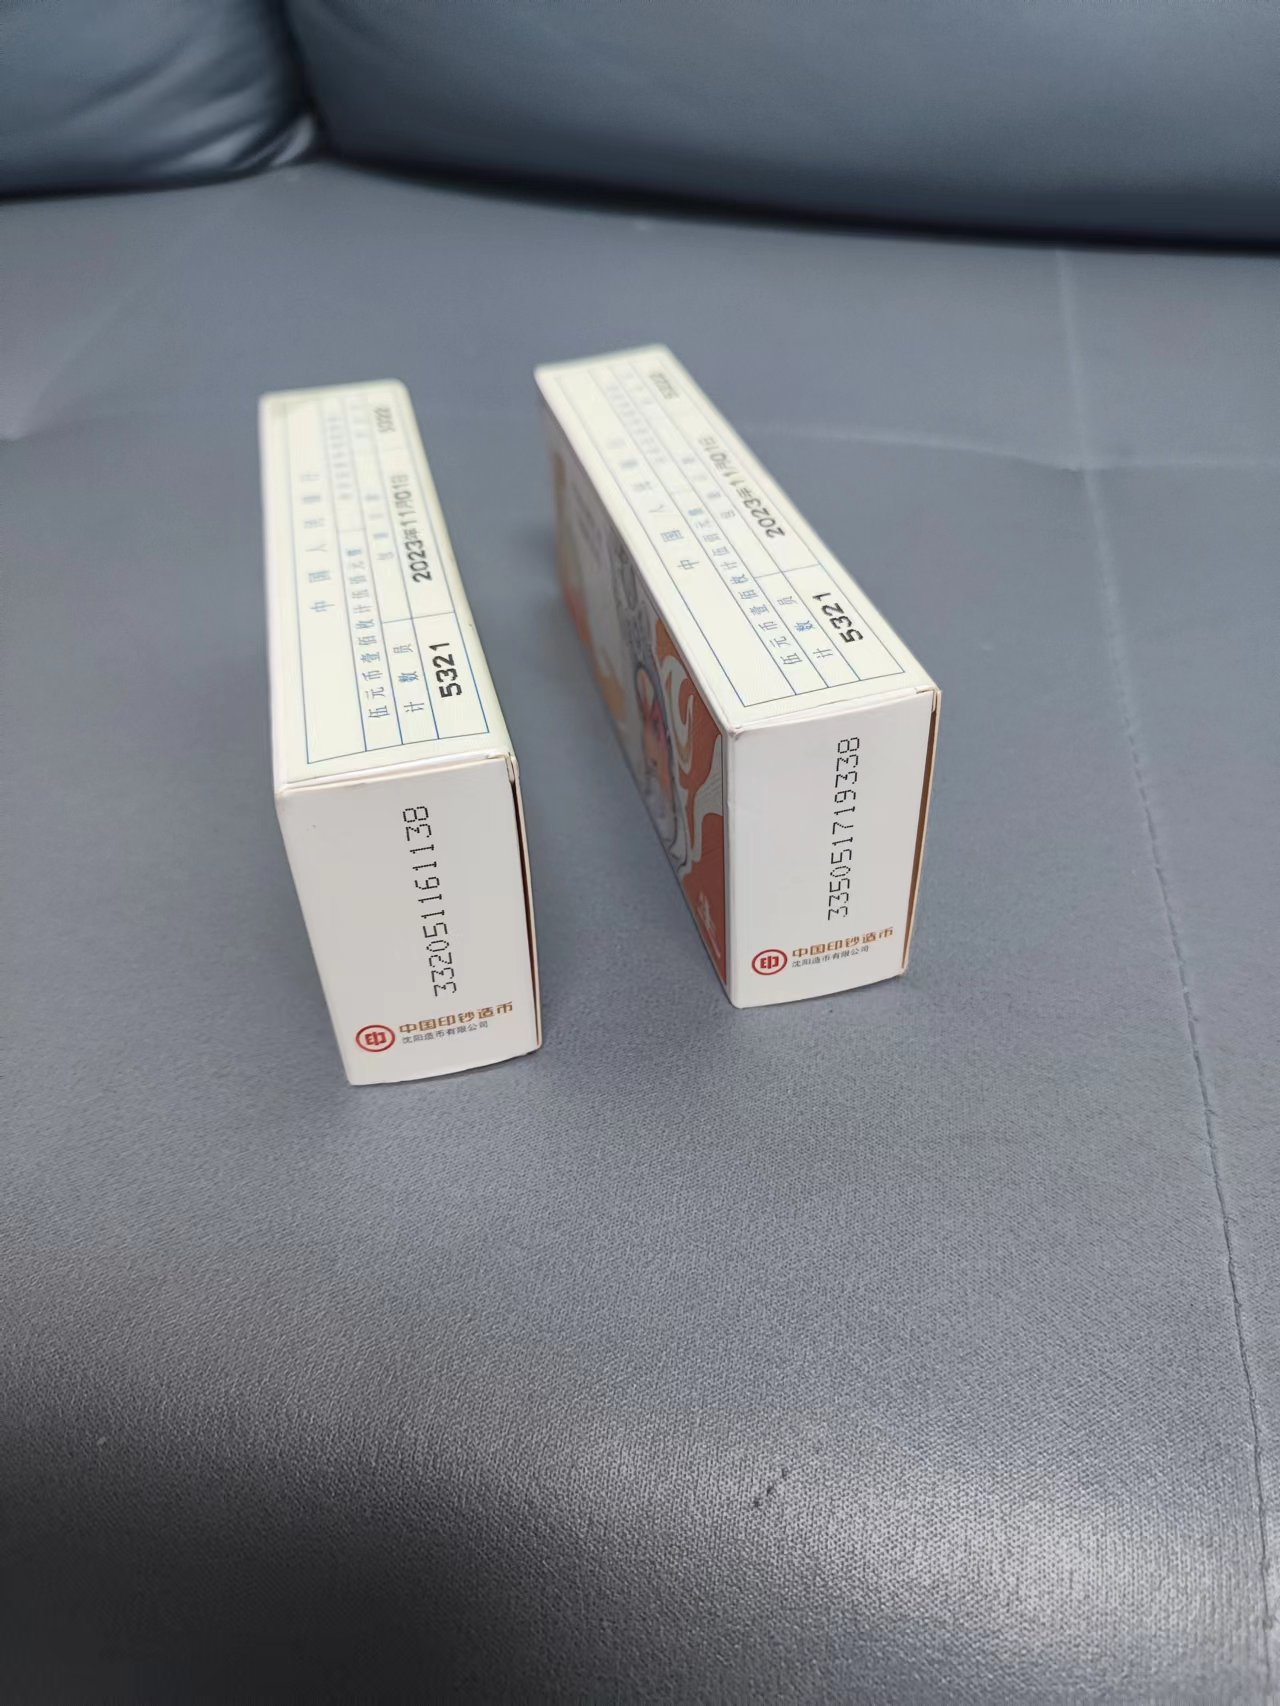 中国人民银行
伍元币壹佰枚计伍佰元整
计数员
5321
2023年11月01日
332051161138
中国印钞造币
沈阳造币有限公司
中国人民银行
伍元币壹佰枚计伍佰元整
计数员
5321
2023年11月01日
335051719338
中国印钞造币
沈阳造币有限公司